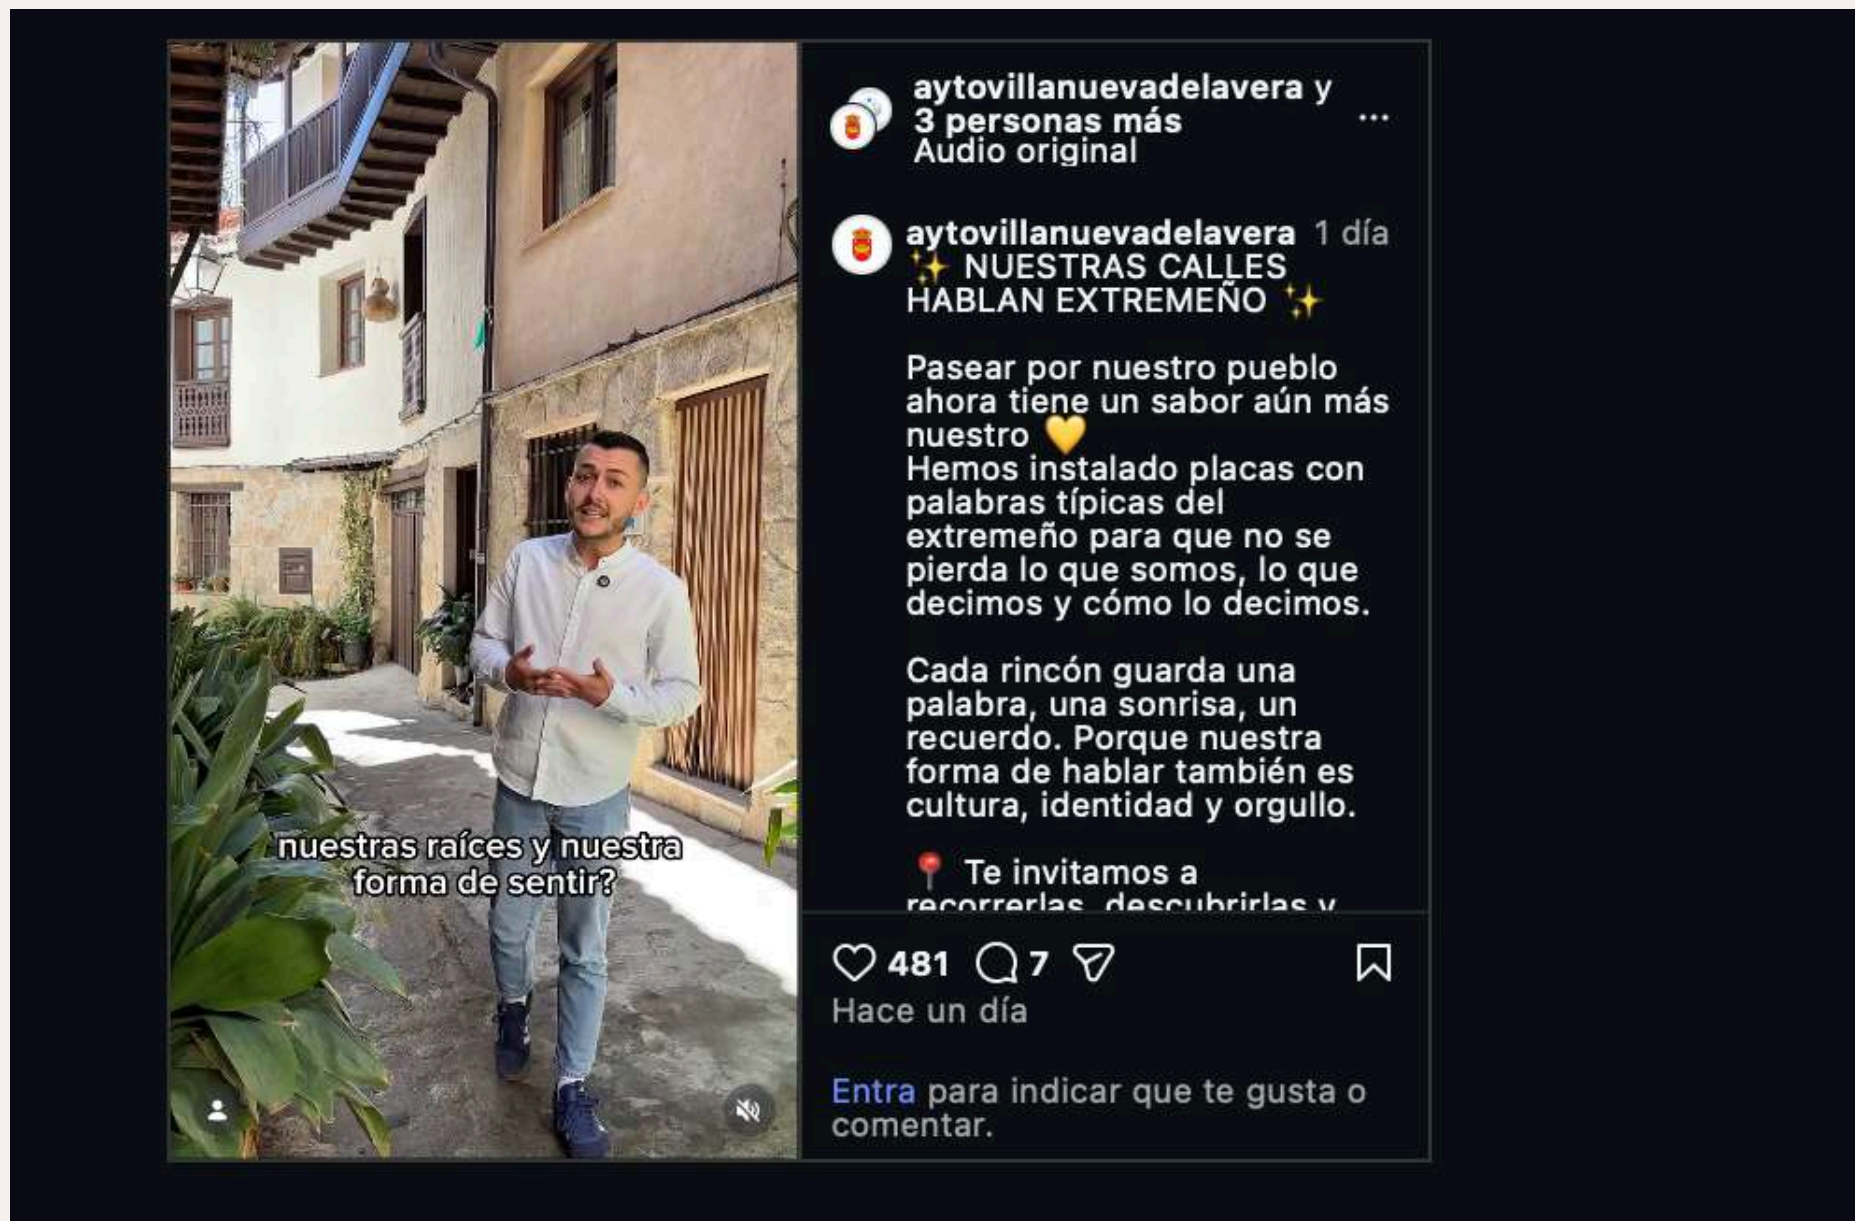 nuestras raíces y nuestra
forma de sentir?
aytovillanuevadelavera y
3 personas más
Audio original
aytovillanuevadelavera 1 día
✨ NUESTRAS CALLES
HABLAN EXTREMEÑO ✨
Pasear por nuestro pueblo
ahora tiene un sabor aún más
nuestro 💛
Hemos instalado placas con
palabras típicas del
extremeño para que no se
pierda lo que somos, lo que
decimos y cómo lo decimos.
Cada rincón guarda una
palabra, una sonrisa, un
recuerdo. Porque nuestra
forma de hablar también es
cultura, identidad y orgullo.
📍 Te invitamos a
recorrerlas, descubrirlas y
481 7
Hace un día
Entra para indicar que te gusta o
comentar.